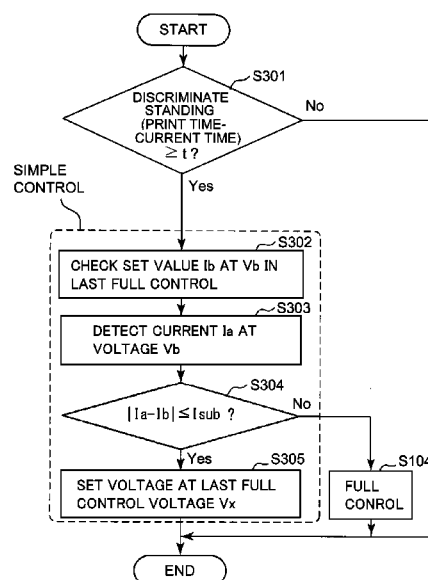 START
S301
DISCRIMINATE
STANDING
(PRINT TIME-
CURRENT TIME)
≧ t ?
No
Yes
SIMPLE
CONTROL
S302
CHECK SET VALUE Ib AT Vb IN
LAST FULL CONTROL
S303
DETECT CURRENT Ia AT
VOLTAGE Vb
S304
|Ia-Ib| ≦ Isub ?
No
Yes
S305
SET VOLTAGE AT LAST FULL
CONTROL VOLTAGE Vx
S104
FULL
CONROL
END